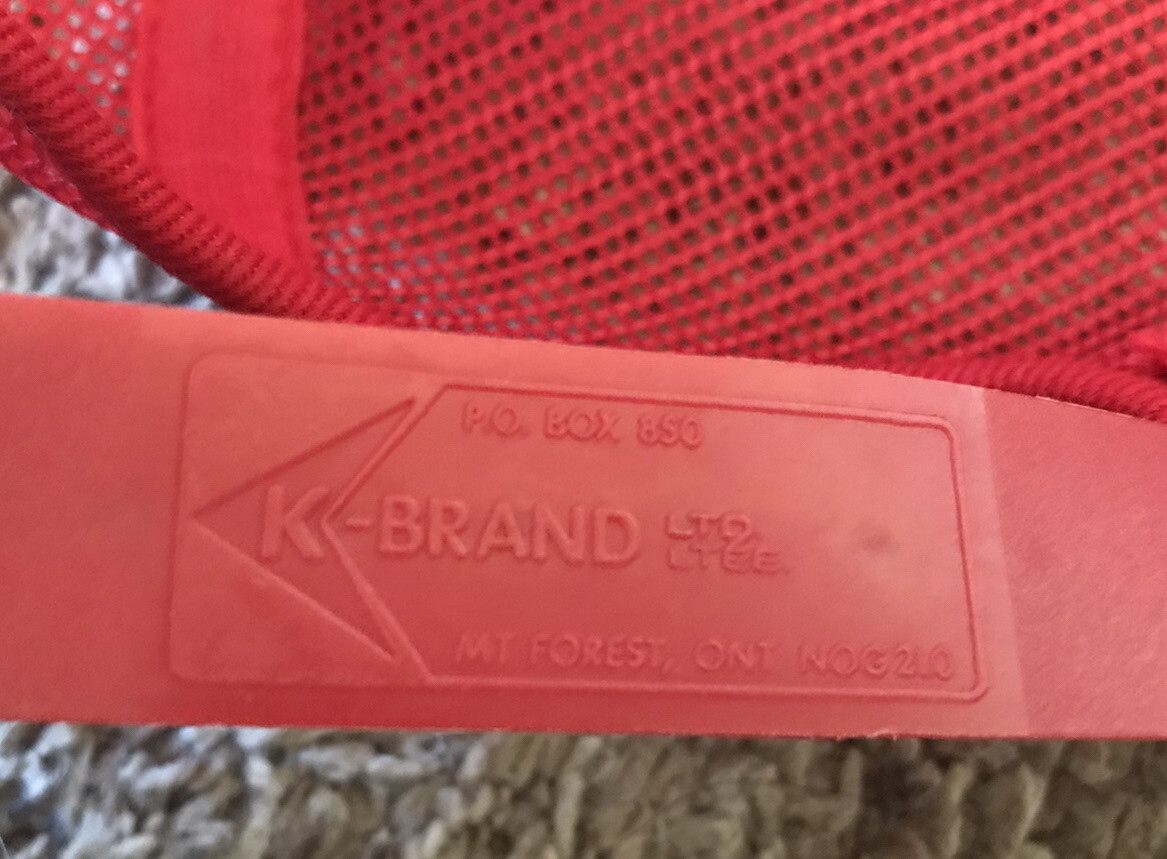 P.O. BOX 850
K-BRAND LTD.
LTEE.
MT FOREST, ONT N0G2L0